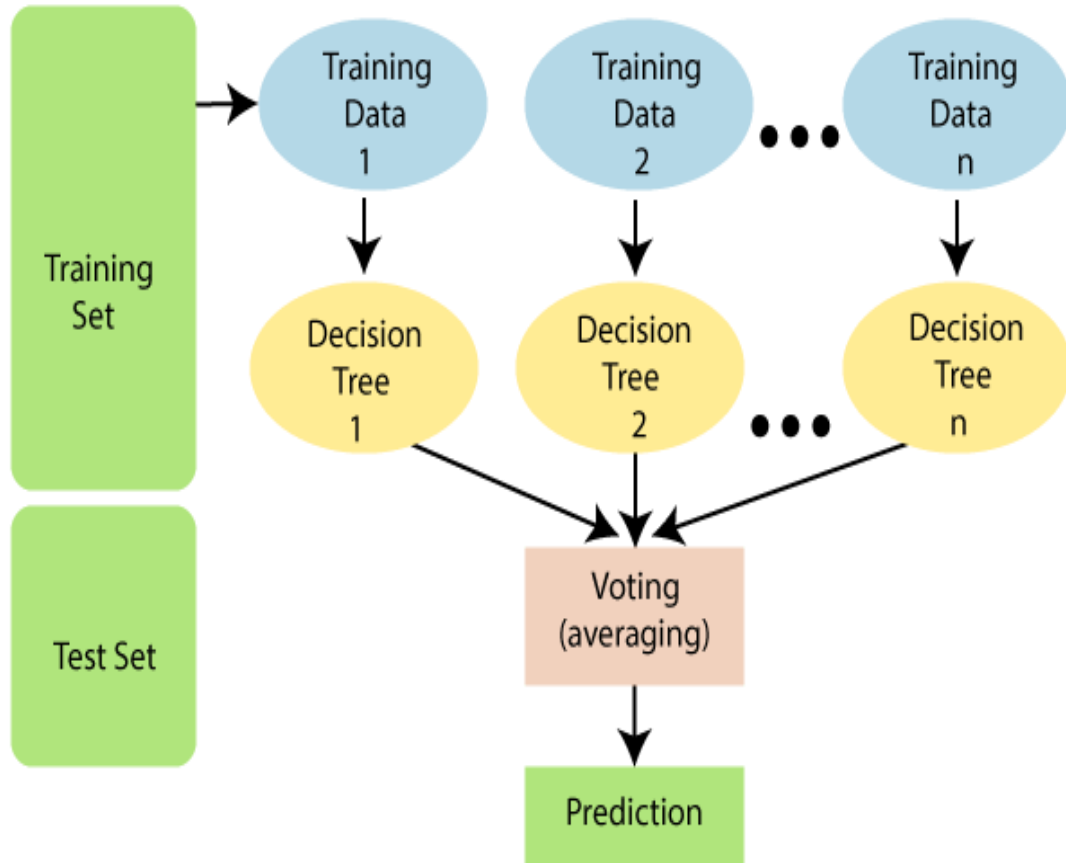 Training
Set
Test Set
Training
Data
1
Training
Data
2
Training
Data
n
Decision
Tree
1
Decision
Tree
2
Decision
Tree
n
Voting
(averaging)
Prediction